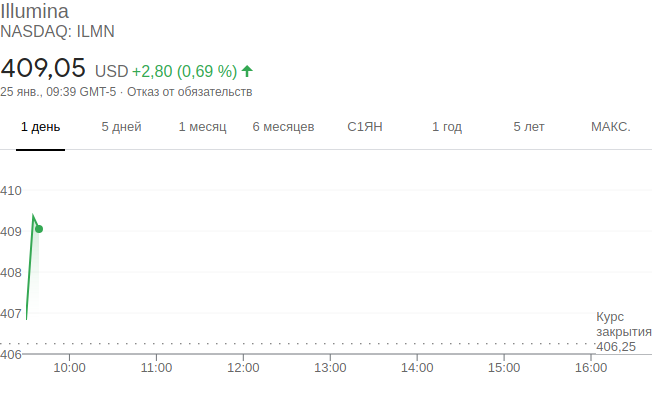 Illumina
NASDAQ: ILMN
409,05 USD +2,80 (0,69 %)
25 янв., 09:39 GMT-5 · Отказ от обязательств
1 день 5 дней 1 месяц 6 месяцев С1ЯН 1 год 5 лет МАКС.
410
409
408
407
Курс
закрытия
406,25
406
10:00 11:00 12:00 13:00 14:00 15:00 16:00